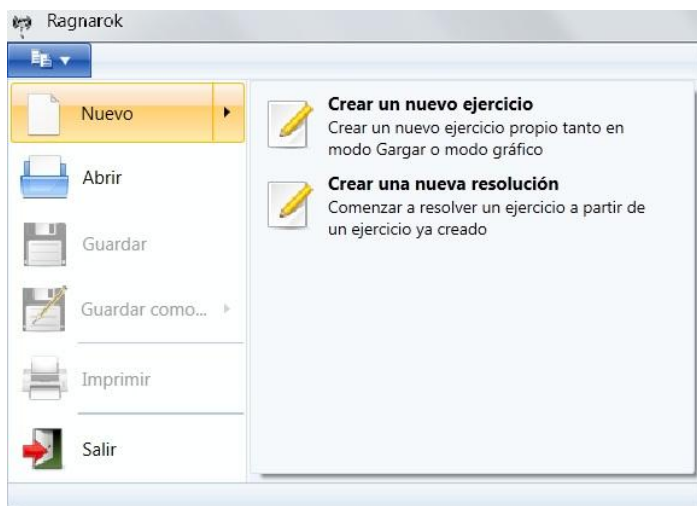 Ragnarok
Nuevo
Abrir
Guardar
Guardar como...
Imprimir
Salir
Crear un nuevo ejercicio
Crear un nuevo ejercicio propio tanto en
modo Gargar o modo gráfico
Crear una nueva resolución
Comenzar a resolver un ejercicio a partir de
un ejercicio ya creado